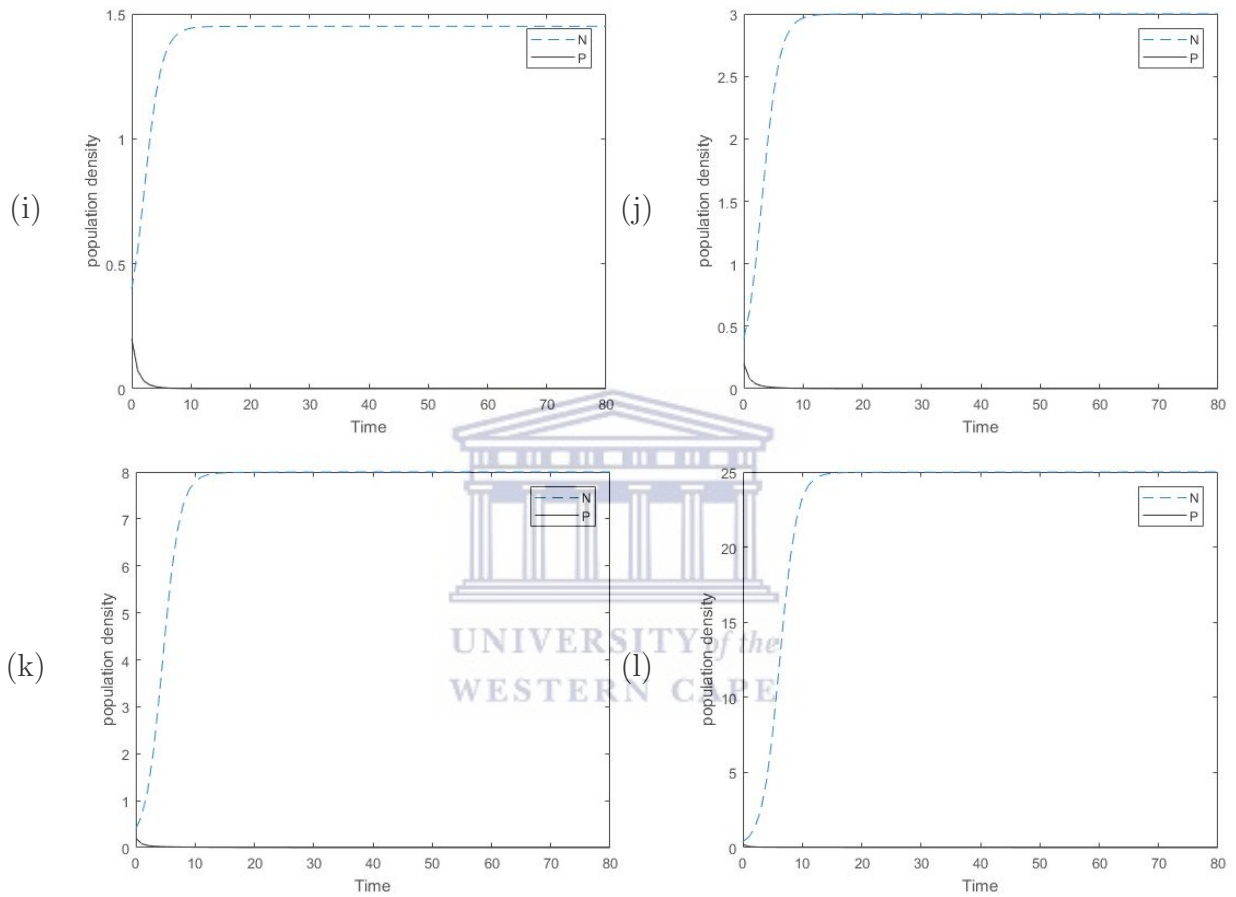 (i)
1.5
1
0.5
0
population density
0 10 20 30 40 50 60 70 80
Time
N
P
(j)
3
2.5
2
1.5
1
0.5
0
population density
0 10 20 30 40 50 60 70 80
Time
N
P
(k)
8
7
6
5
4
3
2
1
0
population density
0 10 20 30 40 50 60 70 80
Time
N
P
(l)
25
20
15
10
5
0
population density
0 10 20 30 40 50 60 70 80
Time
N
P
UNIVERSITY of the
WESTERN CAPE